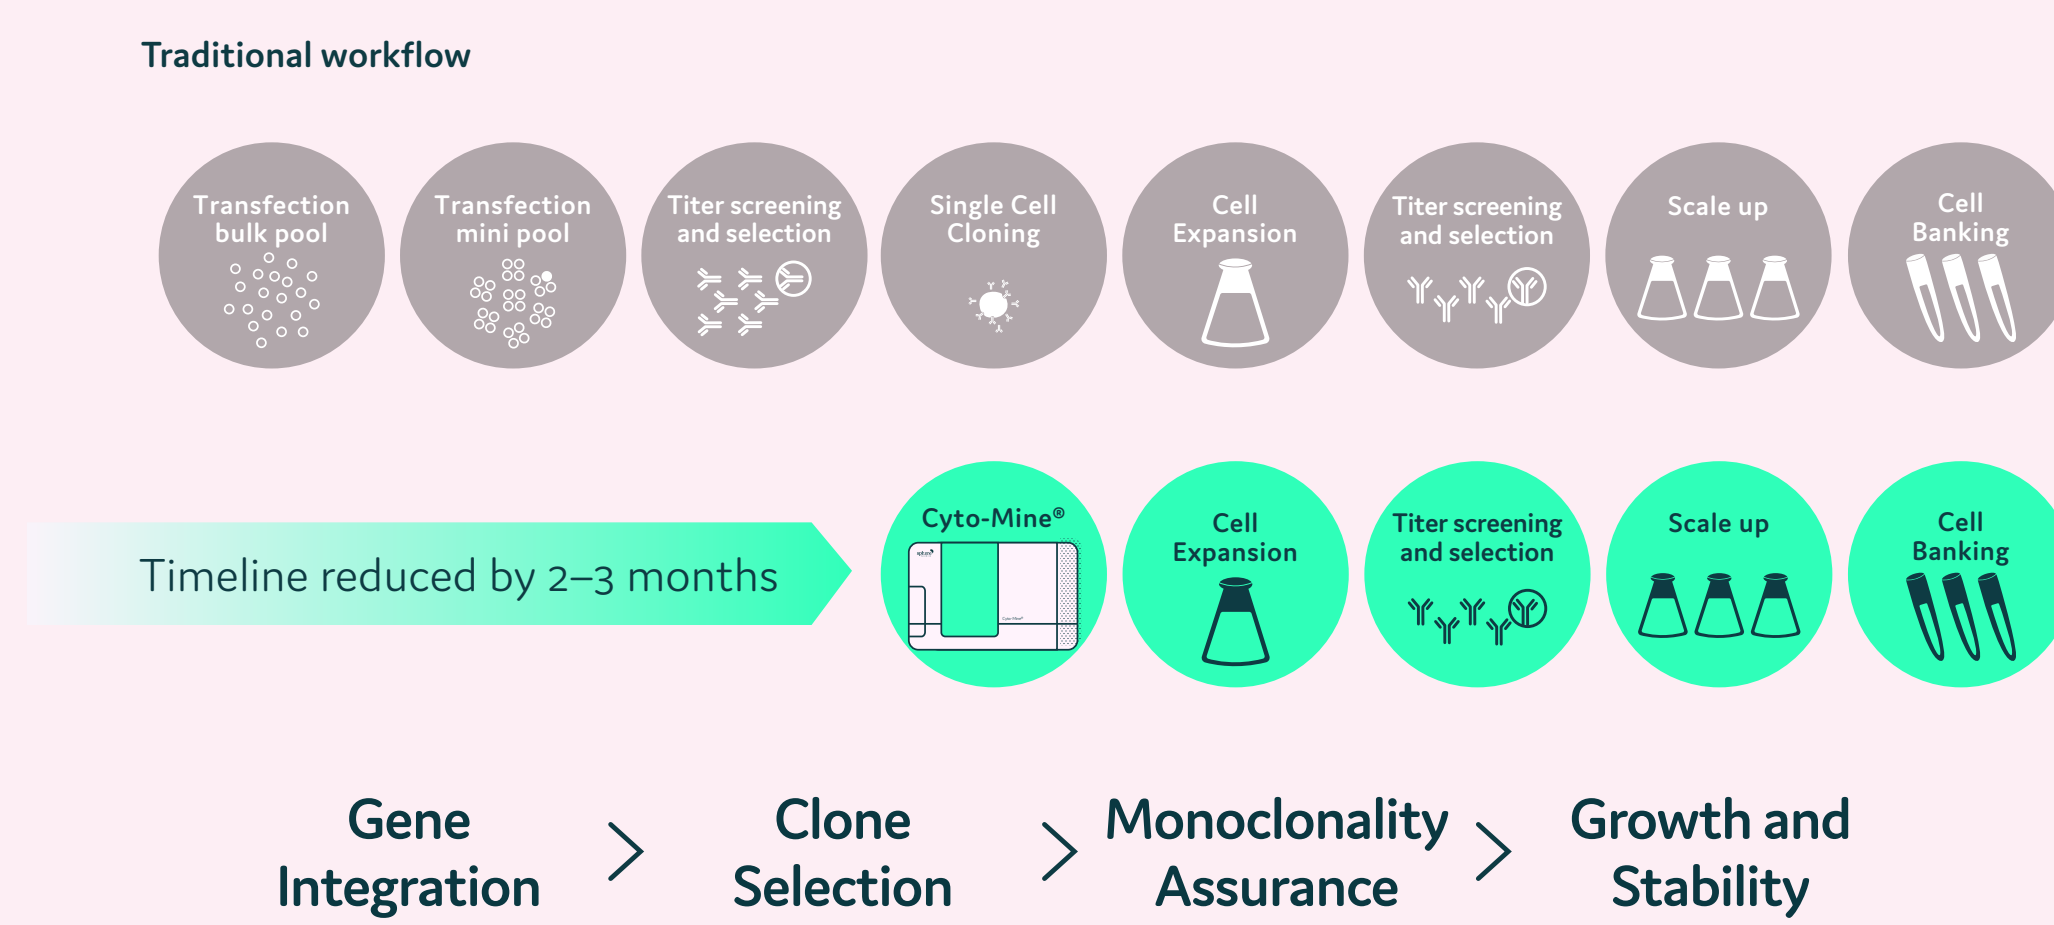 Traditional workflow
Transfection
bulk pool
Transfection
mini pool
Titer screening
and selection
Single Cell
Cloning
Cell
Expansion
Titer screening
and selection
Scale up
Cell
Banking
Timeline reduced by 2–3 months
Cyto-Mine®
Cyto-Mine®
Cell
Expansion
Titer screening
and selection
Scale up
Cell
Banking
Gene
Integration
Clone
Selection
Monoclonality
Assurance
Growth and
Stability